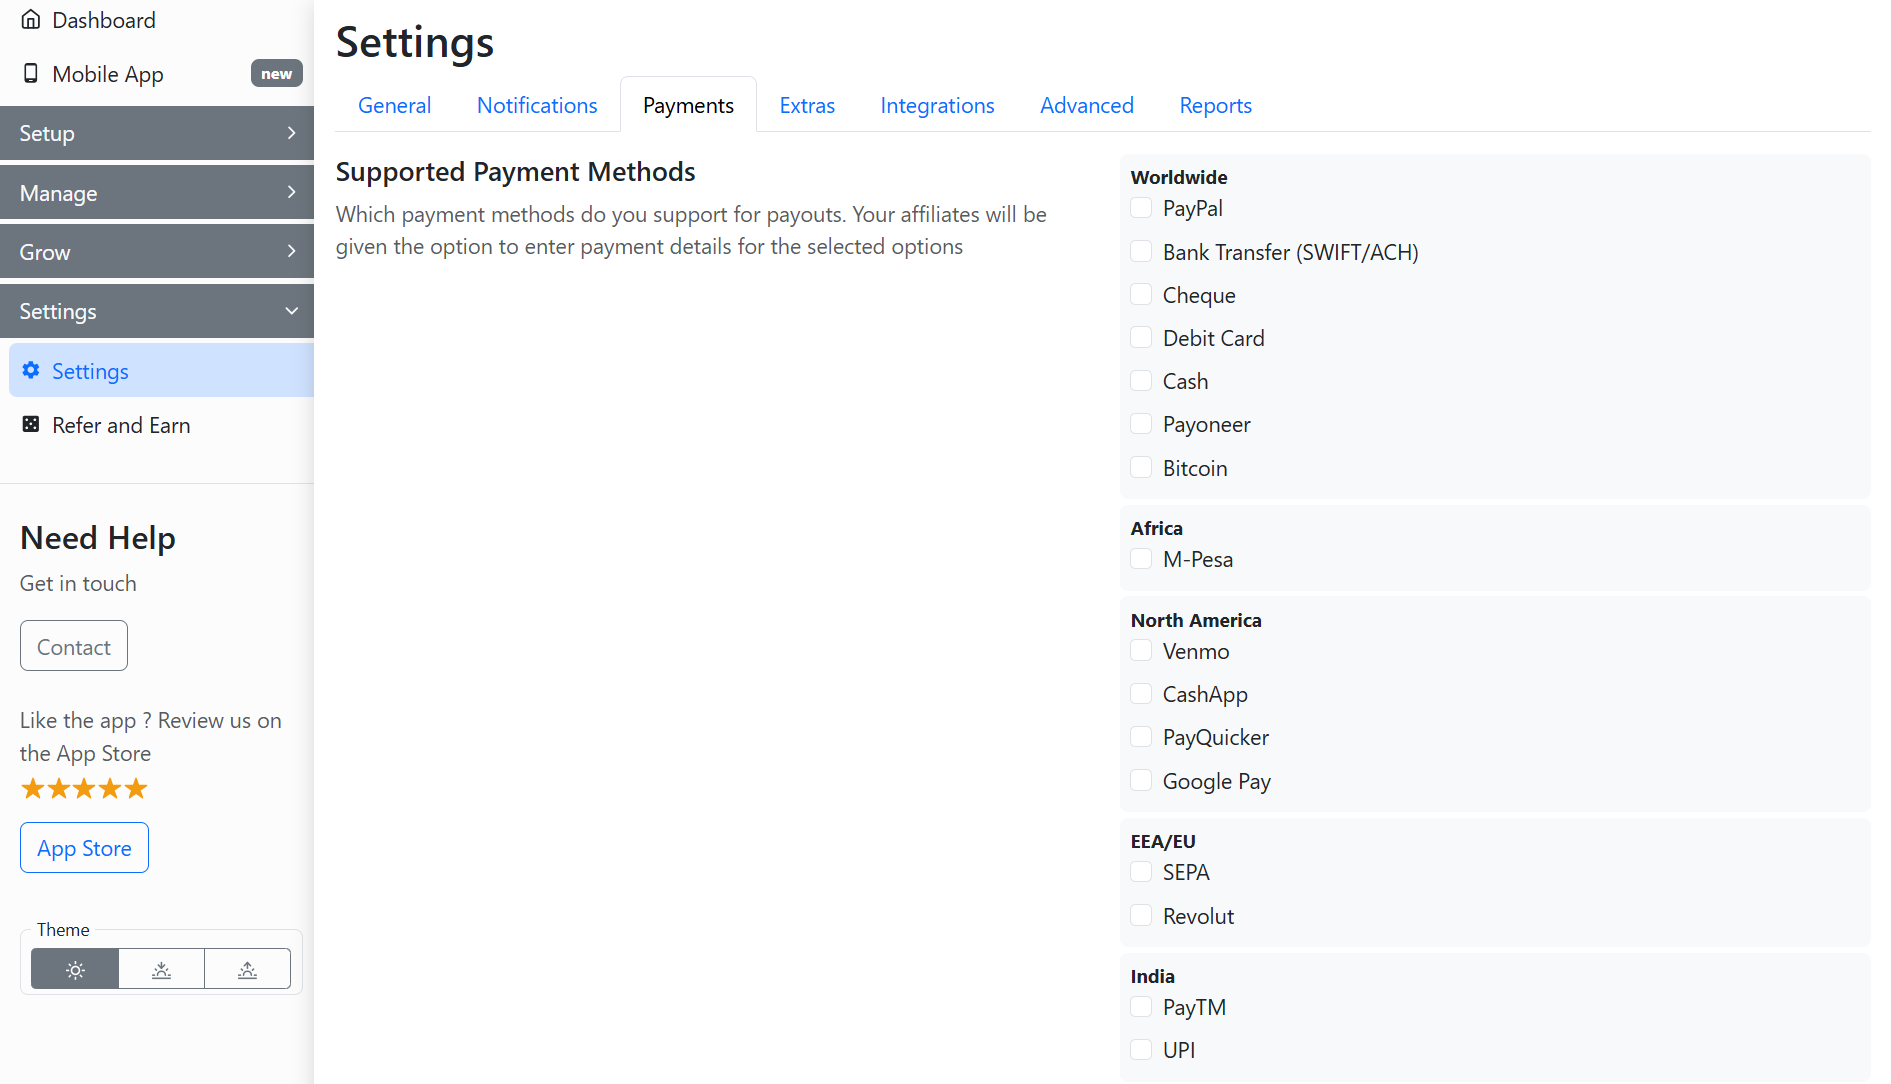 Dashboard
Mobile App
new
Setup
Manage
Grow
Settings
Settings
Refer and Earn
Need Help
Get in touch
Contact
Like the app ? Review us on
the App Store
App Store
Theme
Settings
General
Notifications
Payments
Extras
Integrations
Advanced
Reports
Supported Payment Methods
Which payment methods do you support for payouts. Your affiliates will be
given the option to enter payment details for the selected options
Worldwide
PayPal
Bank Transfer (SWIFT/ACH)
Cheque
Debit Card
Cash
Payoneer
Bitcoin
Africa
M-Pesa
North America
Venmo
CashApp
PayQuicker
Google Pay
EEA/EU
SEPA
Revolut
India
PayTM
UPI